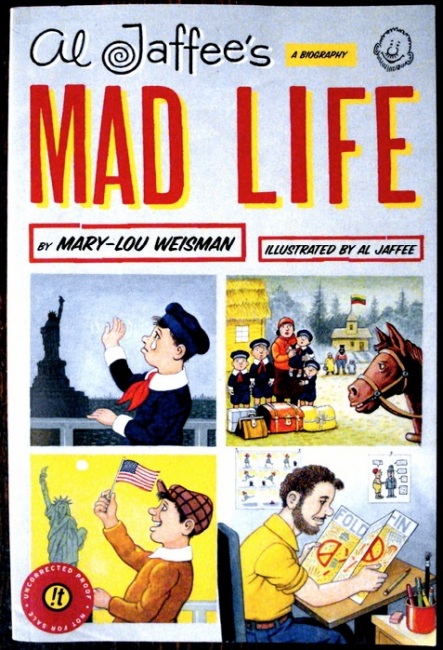 Al Jaffee's
A BIOGRAPHY
MAD LIFE
BY MARY-LOU WEISMAN
ILLUSTRATED BY AL JAFFEE
FOLD IN
UNCORRECTED PROOF • NOT FOR SALE •
!t